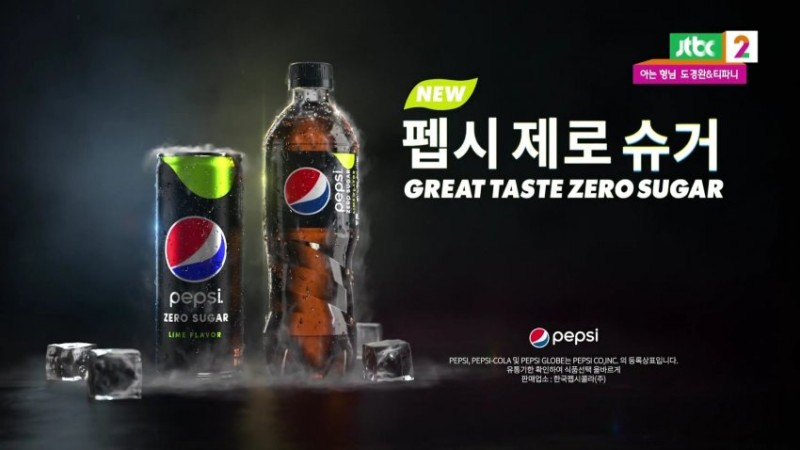 jtbc 2
아는 형님 도경완&티파니
NEW
펩시 제로 슈거
GREAT TASTE ZERO SUGAR
pepsi
ZERO SUGAR
pepsi.
ZERO SUGAR
LIME FLAVOR
pepsi
PEPSI, PEPSI-COLA 및 PEPSI GLOBE는 PEPSI CO,INC. 의 등록상표입니다.
유통기한 확인하여 식품선택 올바르게
판매업소 : 한국펩시콜라(주)